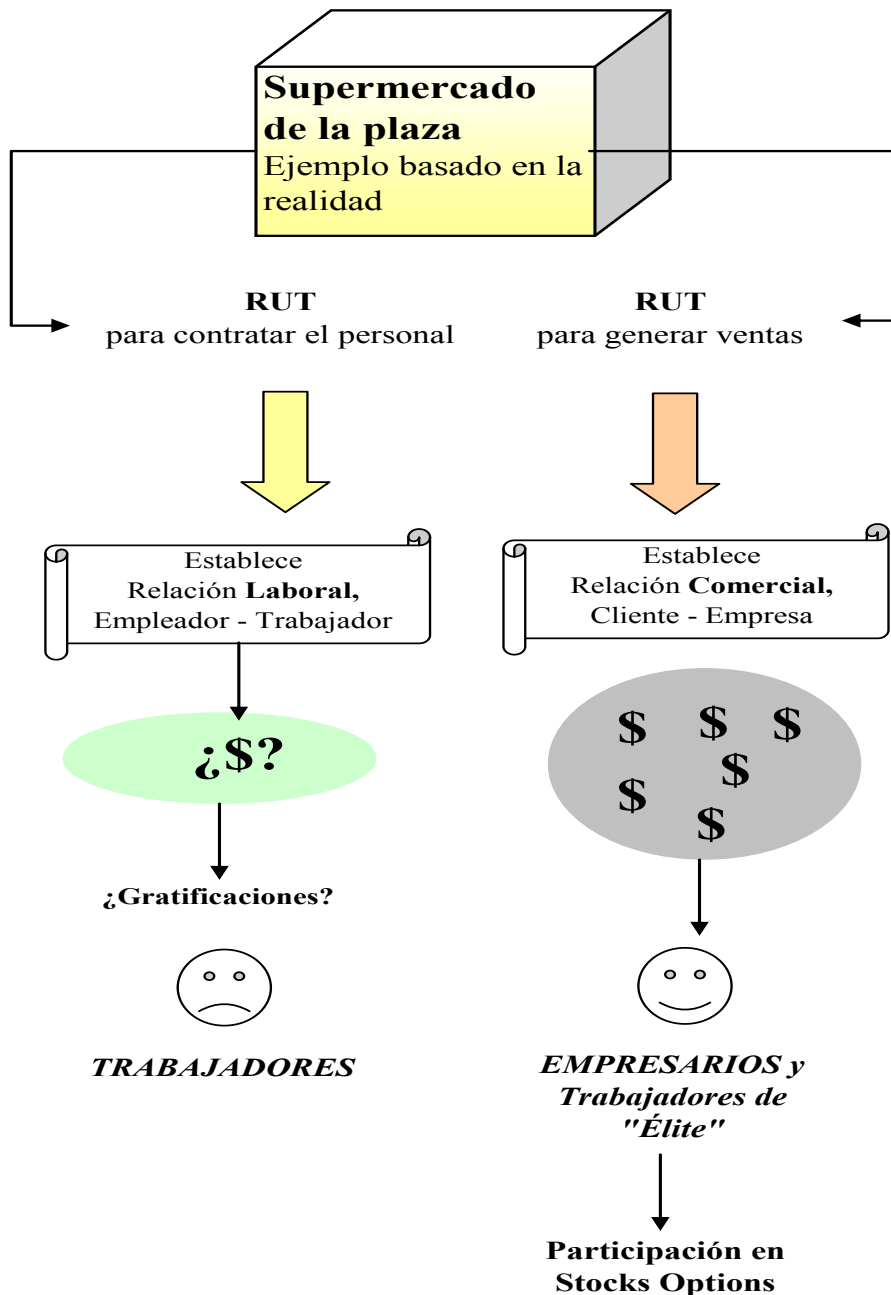 Supermercado
de la plaza
Ejemplo basado en la
realidad
RUT
para contratar el personal
RUT
para generar ventas
Establece
Relación Laboral,
Empleador - Trabajador
Establece
Relación Comercial,
Cliente - Empresa
¿$?
$ $ $
$ $
$
¿Gratificaciones?
TRABAJADORES
EMPRESARIOS y
Trabajadores de
"Élite"
Participación en
Stocks Options